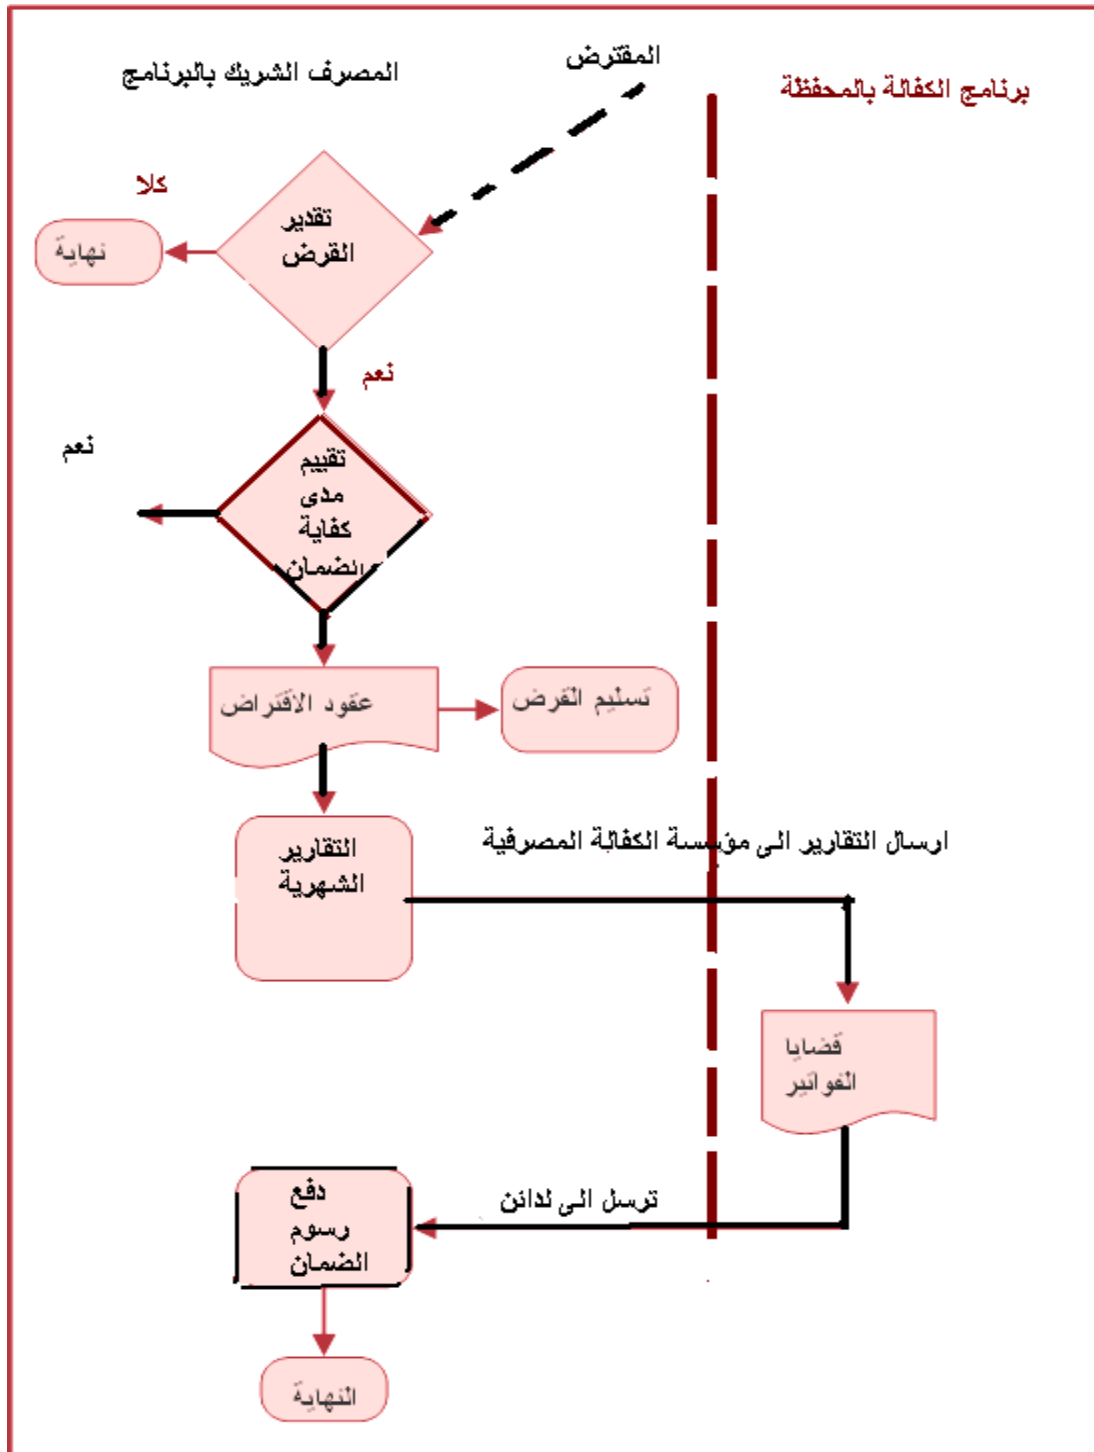 برنامج الكفالة بالمحفظة
المقترض
المصرف الشريك بالبرنامج
تقدير
القرض
كلا
نهاية
نعم
تقييم
مدى
كفاية
الضمان
نعم
عقود الاقتراض
تسليم القرض
التقارير
الشهرية
ارسال التقارير الى مؤسسة الكفالة المصرفية
قضايا
الفواتير
ترسل الى لدائن
دفع
رسوم
الضمان
النهاية